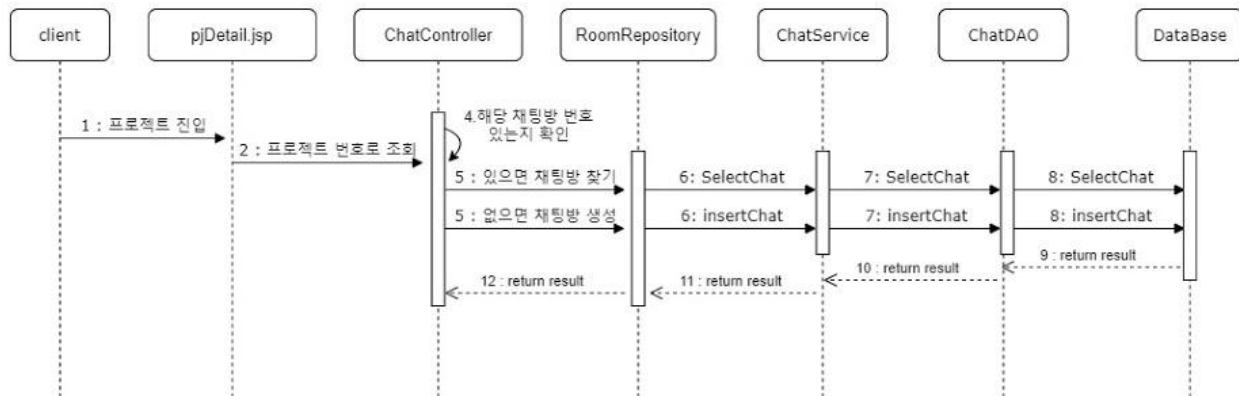 client
pjDetail.jsp
ChatController
RoomRepository
ChatService
ChatDAO
DataBase
1 : 프로젝트 진입
2 : 프로젝트 번호로 조회
4.해당 채팅방 번호
있는지 확인
5 : 있으면 채팅방 찾기
6: SelectChat
7: SelectChat
8: SelectChat
5 : 없으면 채팅방 생성
6: insertChat
7: insertChat
8: insertChat
9 : return result
10 : return result
11 : return result
12 : return result